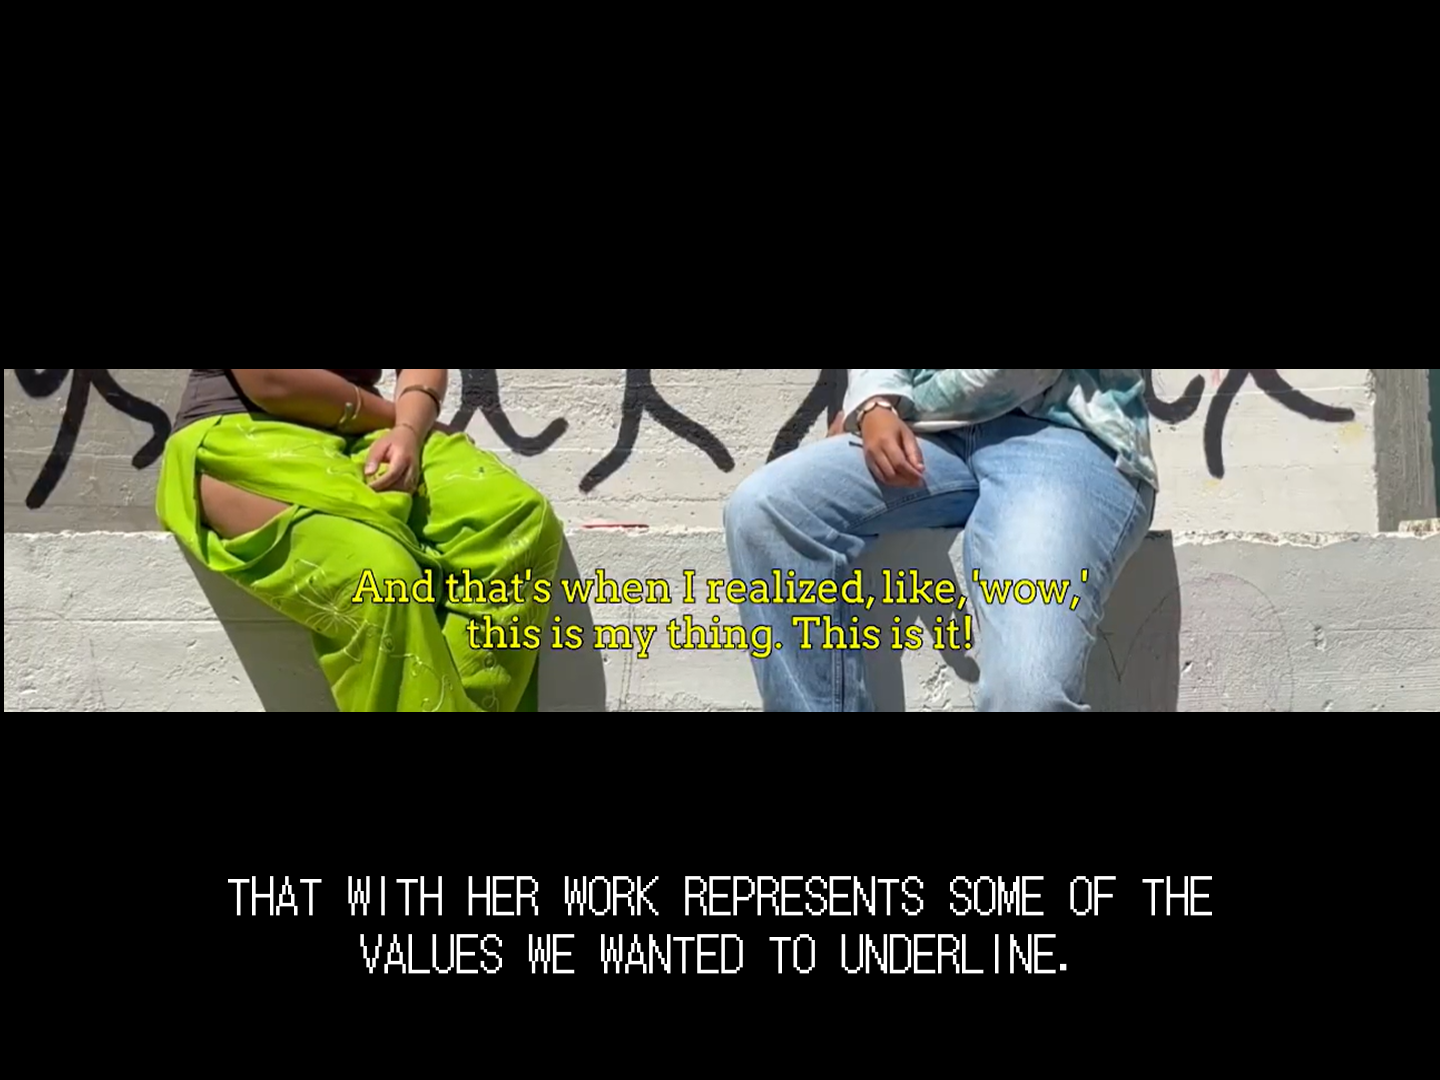 And that's when I realized, like, 'wow,'
this is my thing. This is it!
THAT WITH HER WORK REPRESENTS SOME OF THE
VALUES WE WANTED TO UNDERLINE.